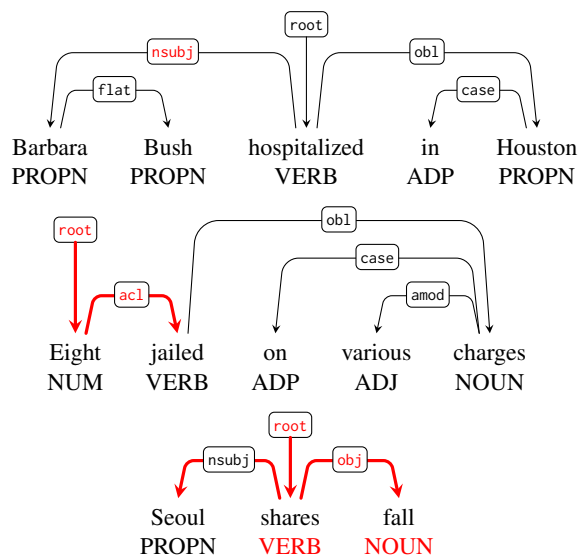 root
nsubj obl
flat case
Barbara Bush hospitalized in Houston
PROPN PROPN VERB ADP PROPN
obl
root
case
acl amod
Eight jailed on various charges
NUM VERB ADP ADJ NOUN
root
nsubj obj
Seoul shares fall
PROPN VERB NOUN